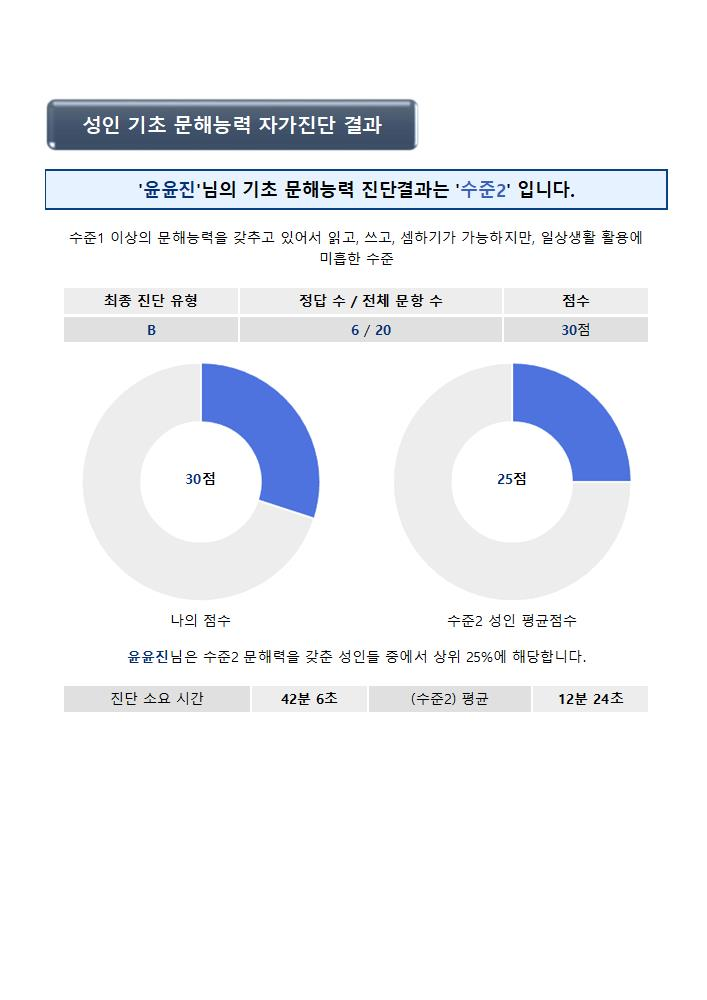 성인 기초 문해능력 자가진단 결과
'윤윤진'님의 기초 문해능력 진단결과는 '수준2' 입니다.
수준1 이상의 문해능력을 갖추고 있어서 읽고, 쓰고, 셈하기가 가능하지만, 일상생활 활용에
미흡한 수준
최종 진단 유형 정답 수 / 전체 문항 수 점수
B 6 / 20 30점
30점 25점
나의 점수 수준2 성인 평균점수
윤윤진님은 수준2 문해력을 갖춘 성인들 중에서 상위 25%에 해당합니다.
진단 소요 시간 42분 6초 (수준2) 평균 12분 24초